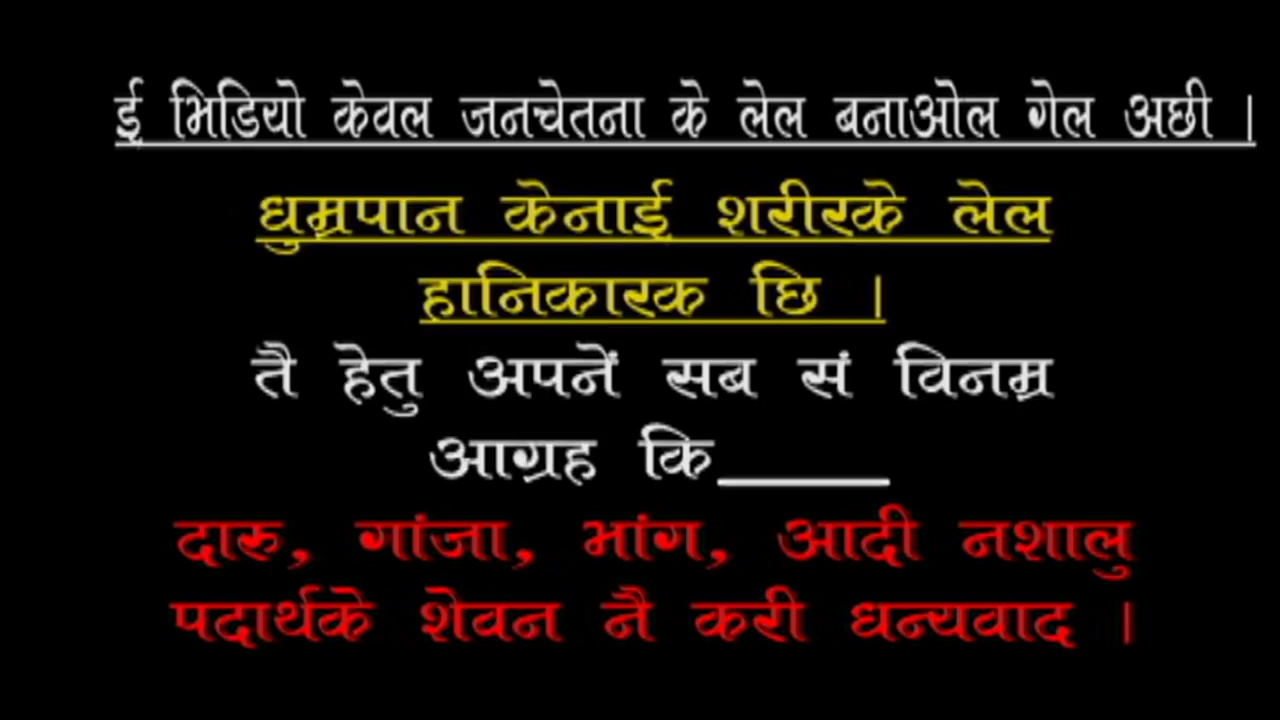 ई भिडियो केवल जनचेतना के लेल बनाओल गेल अछी ।
धुम्रपान केनाई शरीरके लेल
हानिकारक छि ।
तै हेतु अपनें सब सं विनम्र
आग्रह कि_____
दारु, गांजा, भांग, आदी नशालु
पदार्थके शेवन नै करी धन्यवाद ।